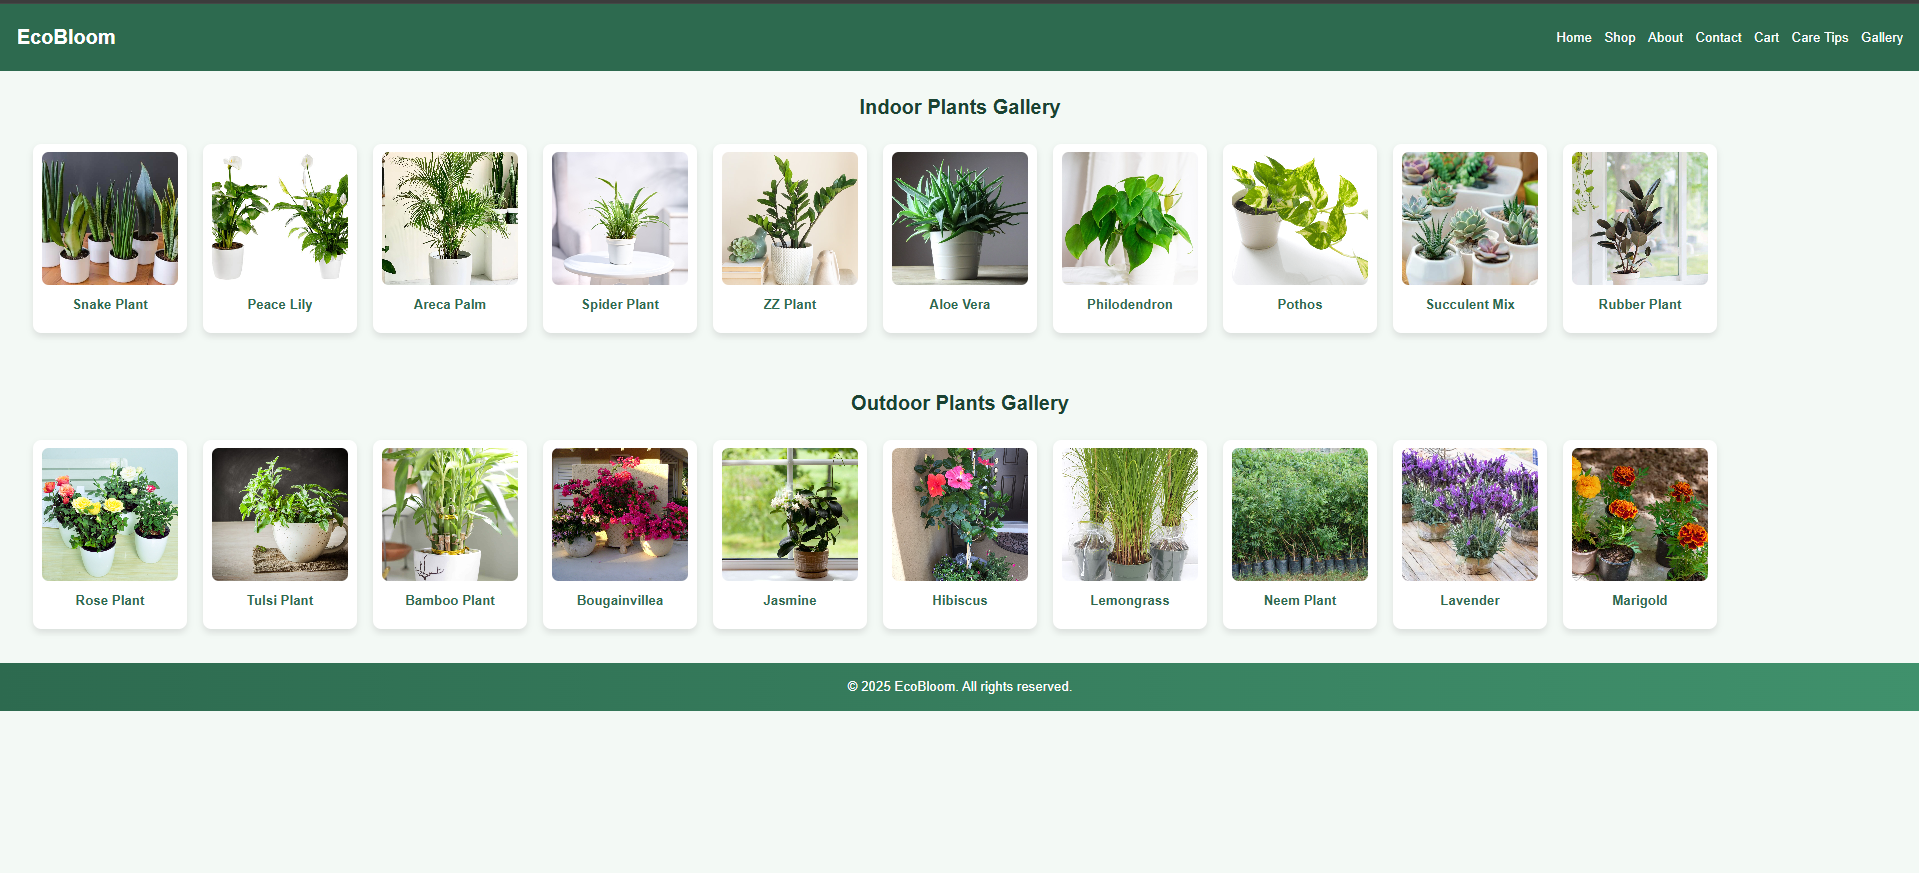 EcoBloom
Home Shop About Contact Cart Care Tips Gallery
Indoor Plants Gallery
Snake Plant Peace Lily Areca Palm Spider Plant ZZ Plant Aloe Vera Philodendron Pothos Succulent Mix Rubber Plant
Outdoor Plants Gallery
Rose Plant Tulsi Plant Bamboo Plant Bougainvillea Jasmine Hibiscus Lemongrass Neem Plant Lavender Marigold
© 2025 EcoBloom. All rights reserved.